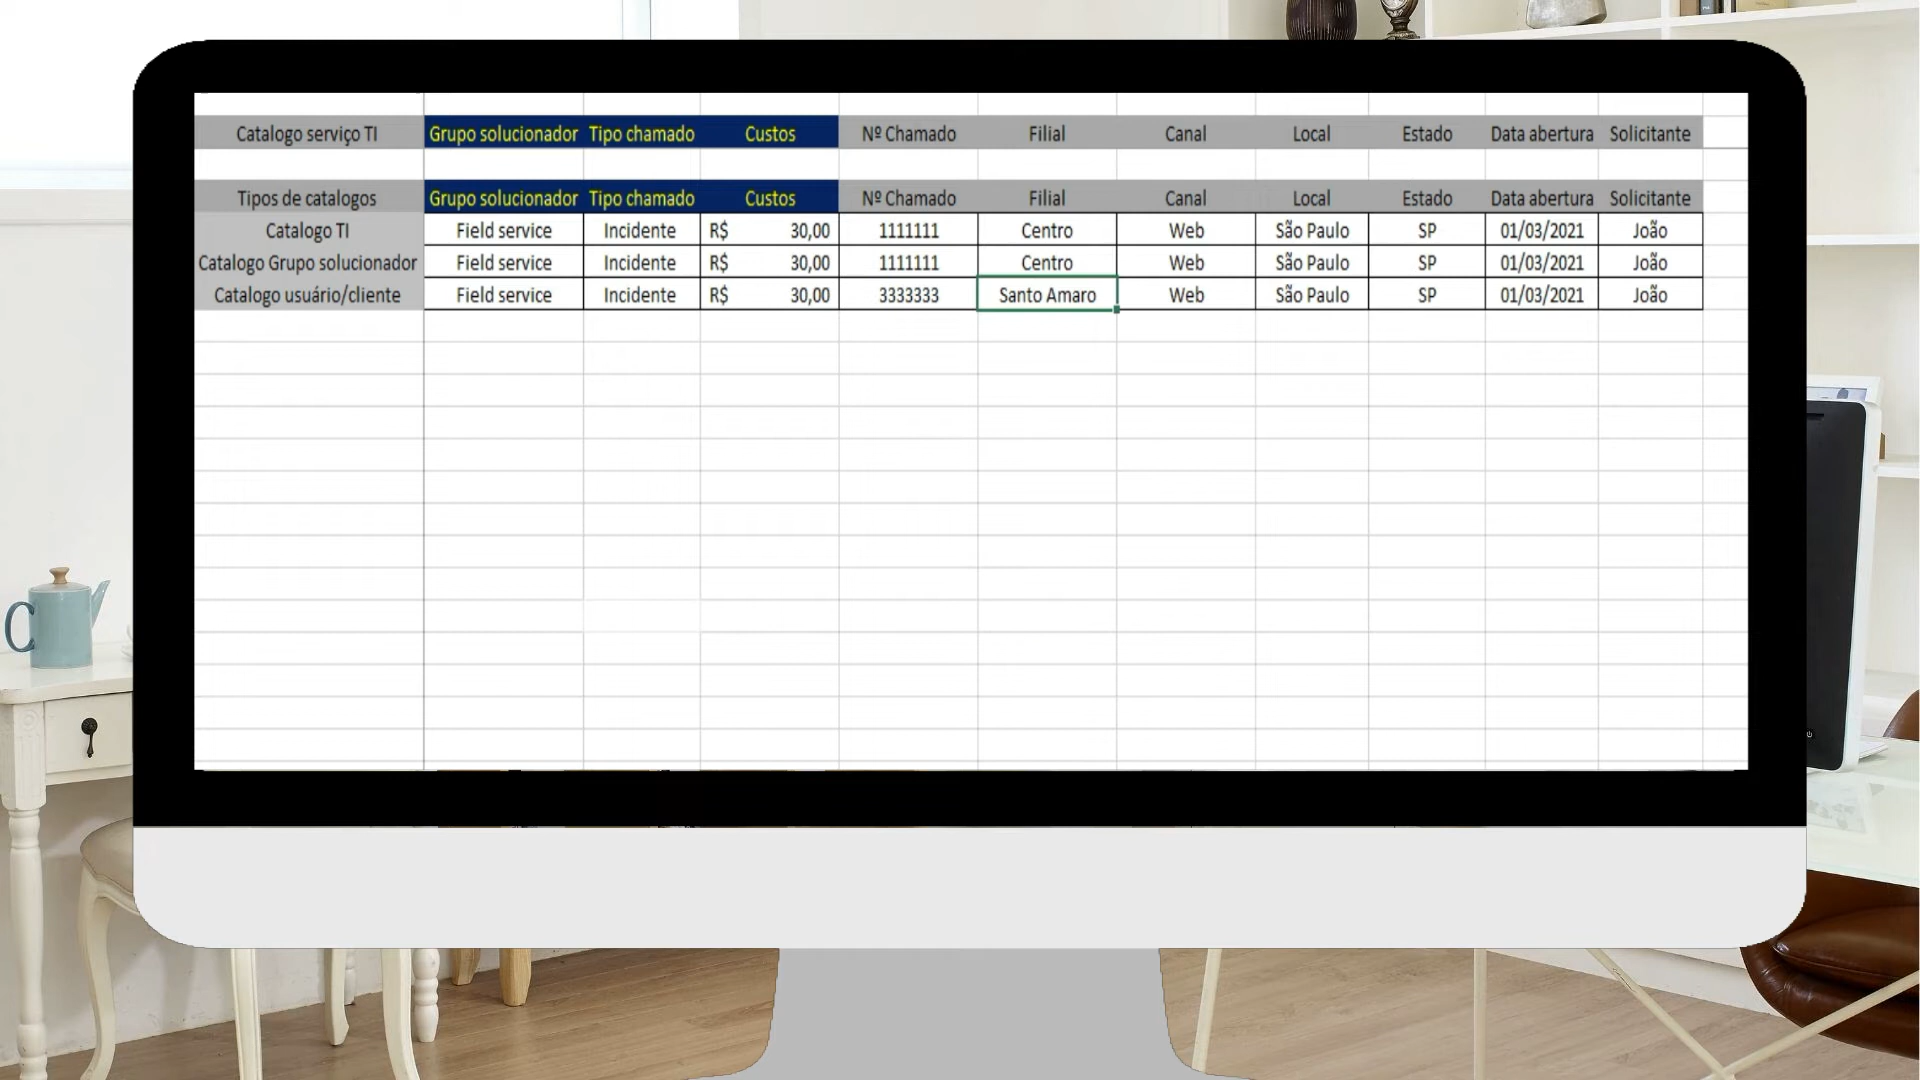 Catalogo serviço TI Grupo solucionador Tipo chamado Custos Nº Chamado Filial Canal Local Estado Data abertura Solicitante
Tipos de catalogos Grupo solucionador Tipo chamado Custos Nº Chamado Filial Canal Local Estado Data abertura Solicitante
Catalogo TI Field service Incidente R$ 30,00 1111111 Centro Web São Paulo SP 01/03/2021 João
Catalogo Grupo solucionador Field service Incidente R$ 30,00 1111111 Centro Web São Paulo SP 01/03/2021 João
Catalogo usuário/cliente Field service Incidente R$ 30,00 3333333 Santo Amaro Web São Paulo SP 01/03/2021 João